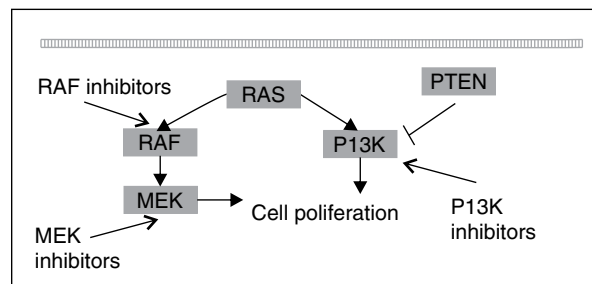 RAF inhibitors
RAS
PTEN
RAF
P13K
MEK
Cell poliferation
P13K
inhibitors
MEK
inhibitors